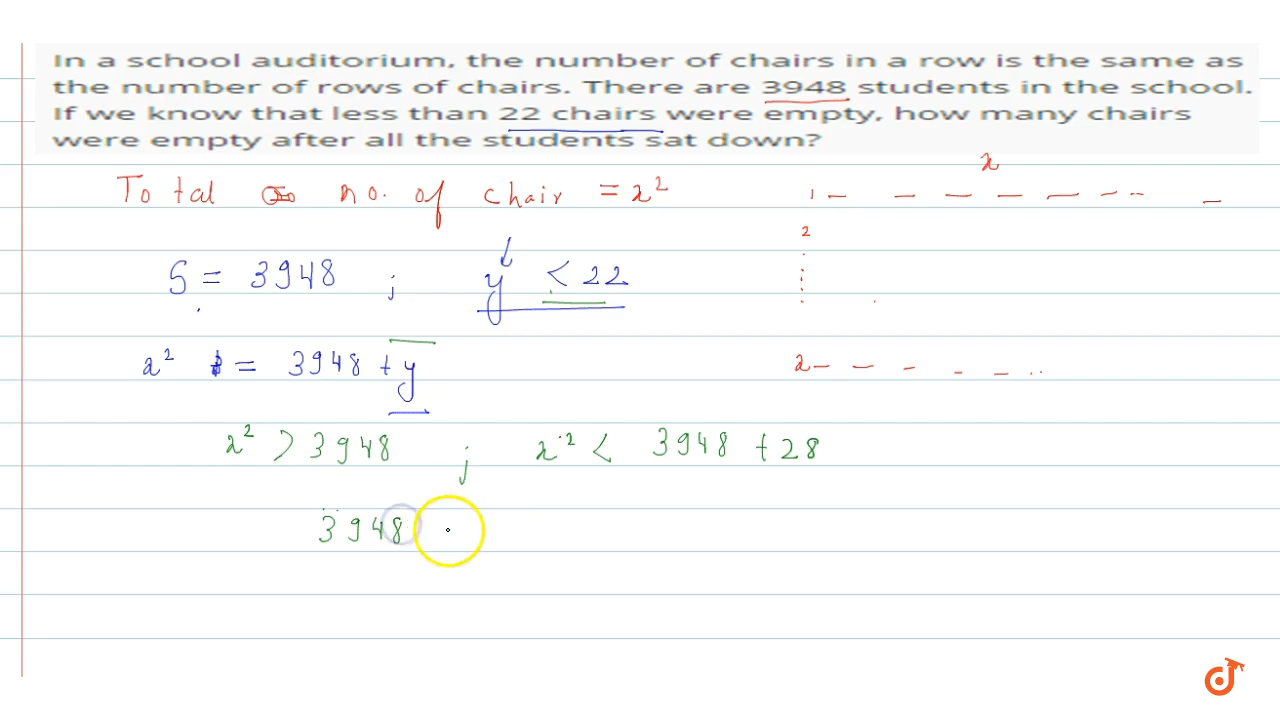 In a school auditorium, the number of chairs in a row is the same as
the number of rows of chairs. There are 3948 students in the school.
If we know that less than 22 chairs were empty, how many chairs
were empty after all the students sat down?
x
Total no. of chair = x²
1
2
S = 3948 ; y < 22
x² = 3948 + y
x
x² > 3948 ; x² < 3948 + 28
3948